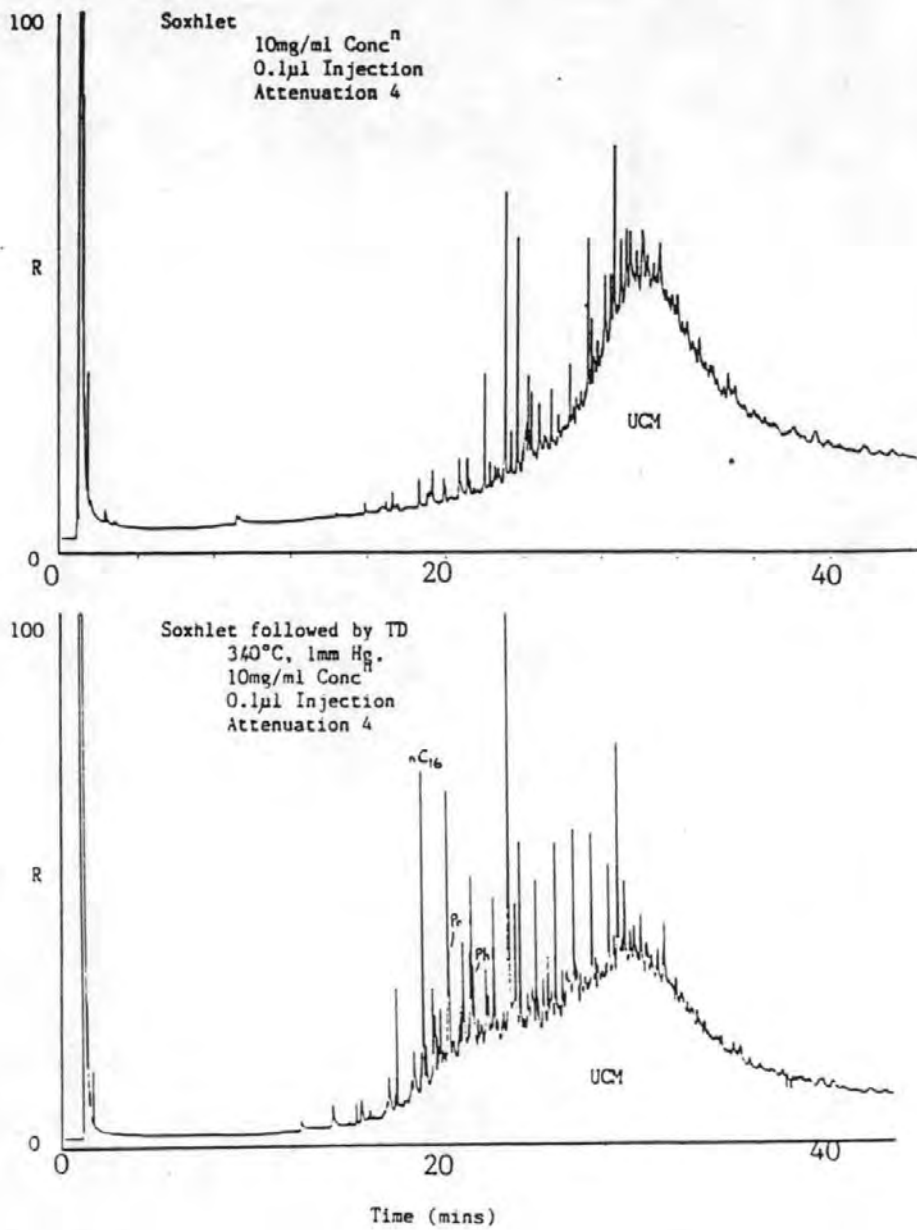 100
Soxhlet
10mg/ml Concⁿ
0.1µl Injection
Attenuation 4
R
UCM
0
0
20
40
100
Soxhlet followed by TD
340°C, 1mm Hg.
10mg/ml Concⁿ
0.1µl Injection
Attenuation 4
nC₁₆
Pr
Ph
R
UCM
0
0
20
40
Time (mins)